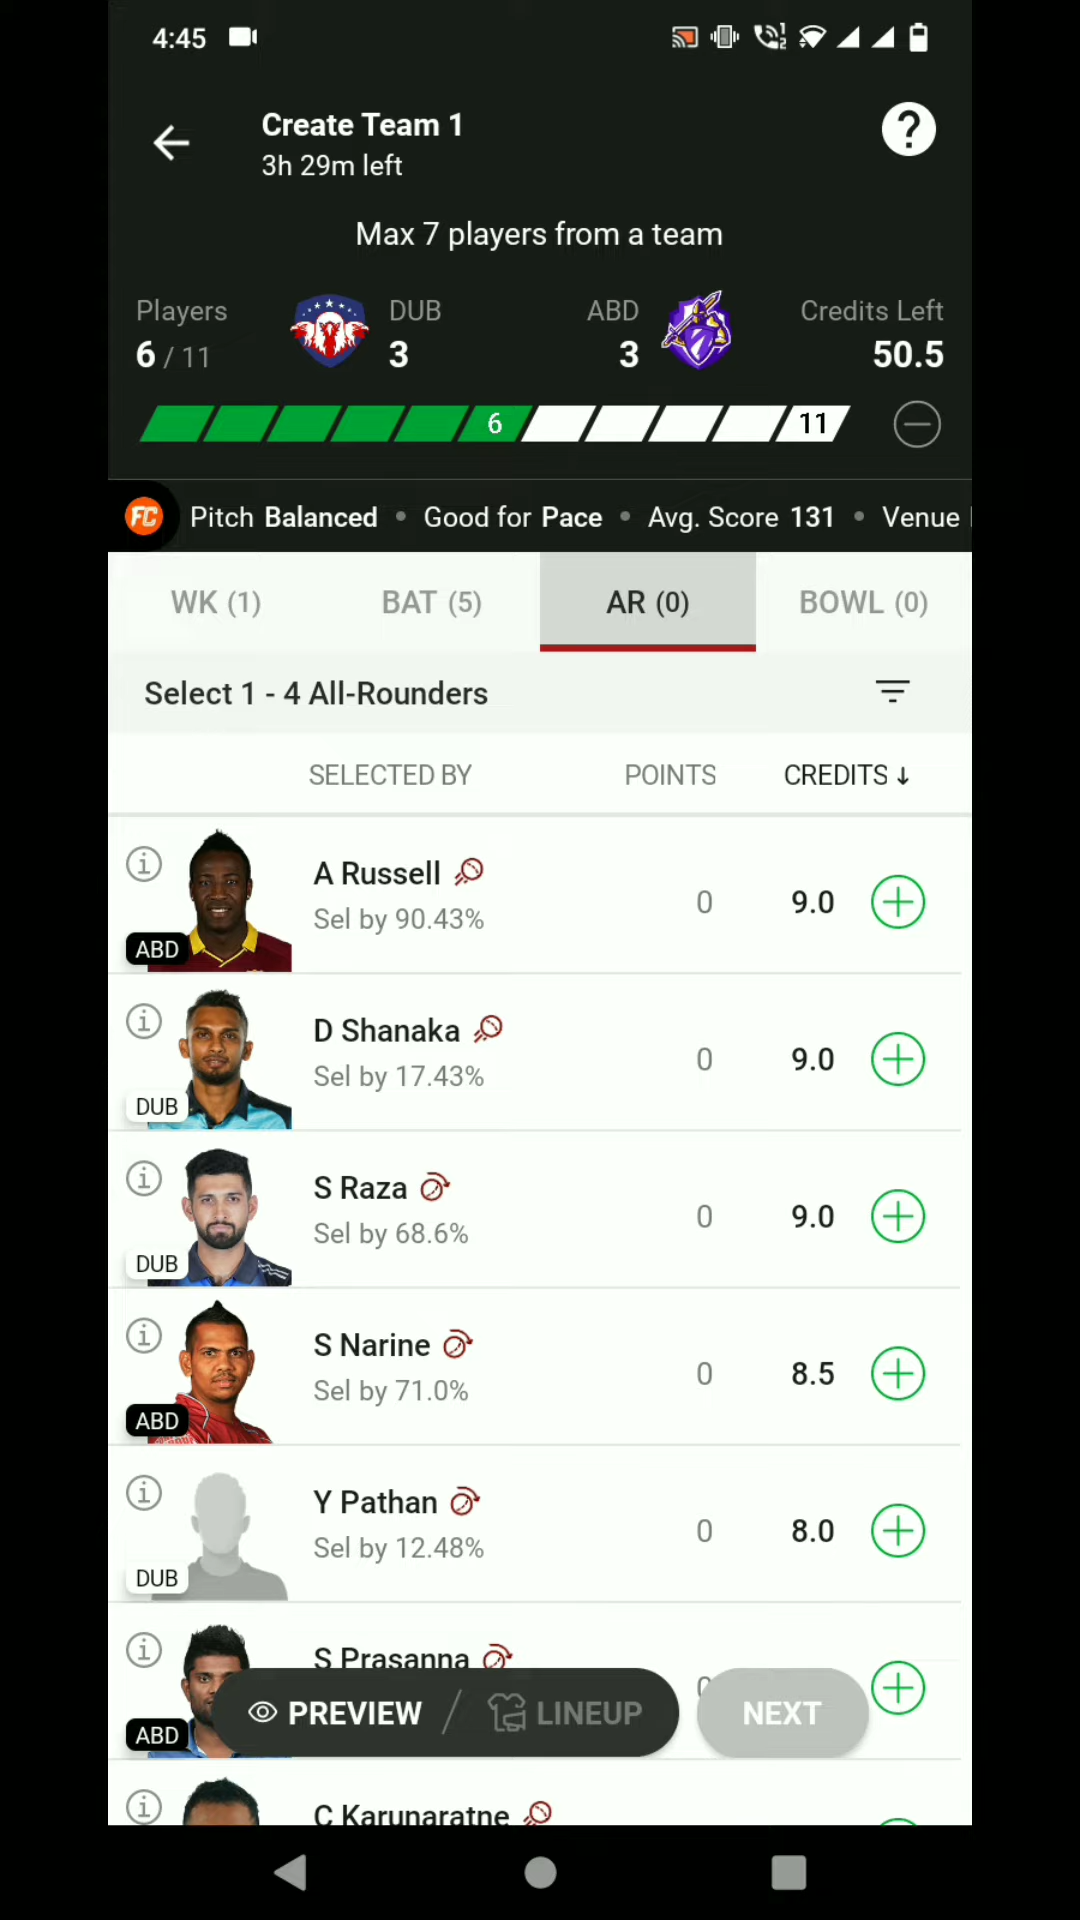 4:45
Create Team 1
3h 29m left
?
Max 7 players from a team
Players DUB ABD Credits Left
6 / 11 3 3 50.5
6 11
FC Pitch Balanced • Good for Pace • Avg. Score 131 • Venue
WK (1) BAT (5) AR (0) BOWL (0)
Select 1 - 4 All-Rounders
SELECTED BY POINTS CREDITS ↓
A Russell
Sel by 90.43% 0 9.0
ABD
D Shanaka
Sel by 17.43% 0 9.0
DUB
S Raza
Sel by 68.6% 0 9.0
DUB
S Narine
Sel by 71.0% 0 8.5
ABD
Y Pathan
Sel by 12.48% 0 8.0
DUB
S Prasanna
ABD
PREVIEW / LINEUP NEXT
C Karunaratne